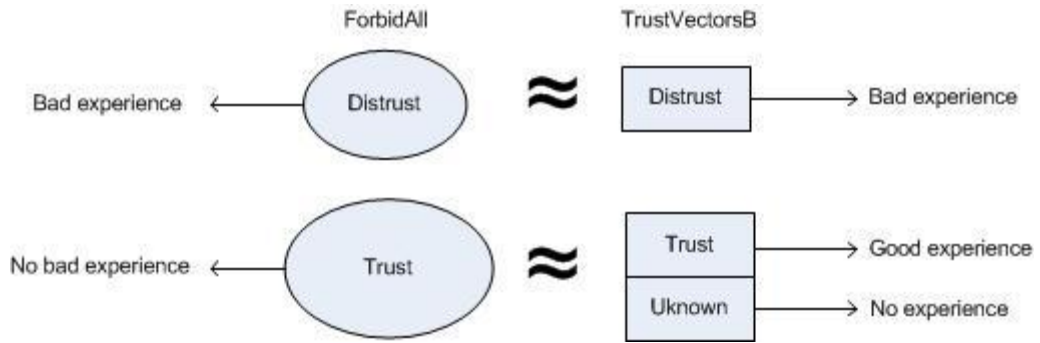 ForbidAll
TrustVectorsB
Bad experience
Distrust
≈
Distrust
Bad experience
No bad experience
Trust
≈
Trust
Good experience
Uknown
No experience